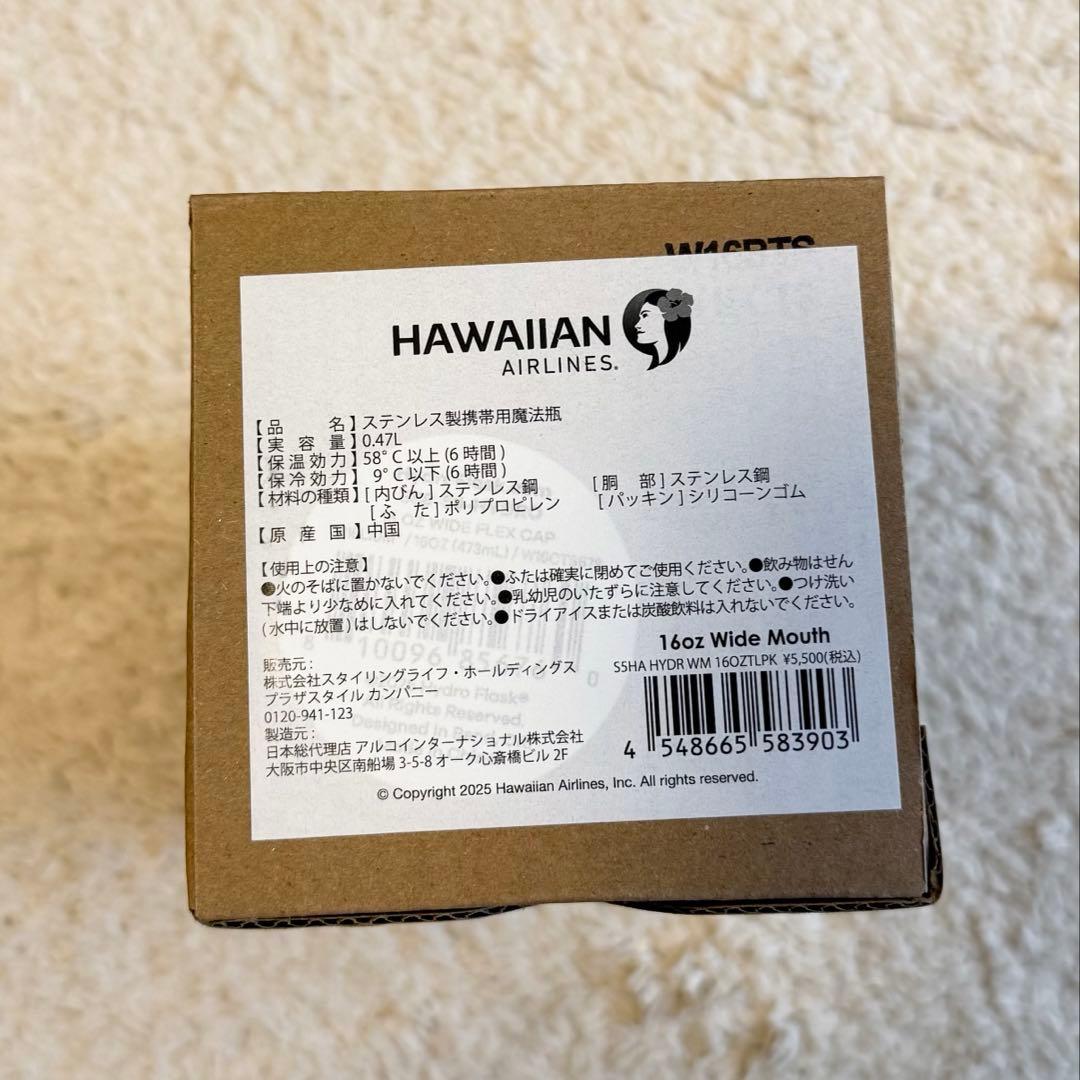 HAWAIIAN
AIRLINES®
【品 名】ステンレス製携帯用魔法瓶
【実 容 量】0.47L
【保温効力】58°C 以上 (6 時間)
【保冷効力】9°C 以下 (6 時間)
【材料の種類】[ 内びん ] ステンレス鋼 [ 胴 部 ] ステンレス鋼
[ ふ た ] ポリプロピレン [ パッキン ] シリコーンゴム
【原 産 国】中国
【使用上の注意】
●火のそばに置かないでください。●ふたは確実に閉めてご使用ください。●飲み物はせん
下端より少なめに入れてください。●乳幼児のいたずらに注意してください。●つけ洗い
(水中に放置)はしないでください。●ドライアイスまたは炭酸飲料は入れないでください。
16oz Wide Mouth
S5HA HYDR WM 16OZTLPK ¥5,500(税込)
4 548665 583903
販売元 :
株式会社スタイリングライフ・ホールディングス
プラザスタイル カンパニー
0120-941-123
製造元 :
日本総代理店 アルコインターナショナル株式会社
大阪市中央区南船場 3-5-8 オーク心斎橋ビル 2F
© Copyright 2025 Hawaiian Airlines, Inc. All rights reserved.